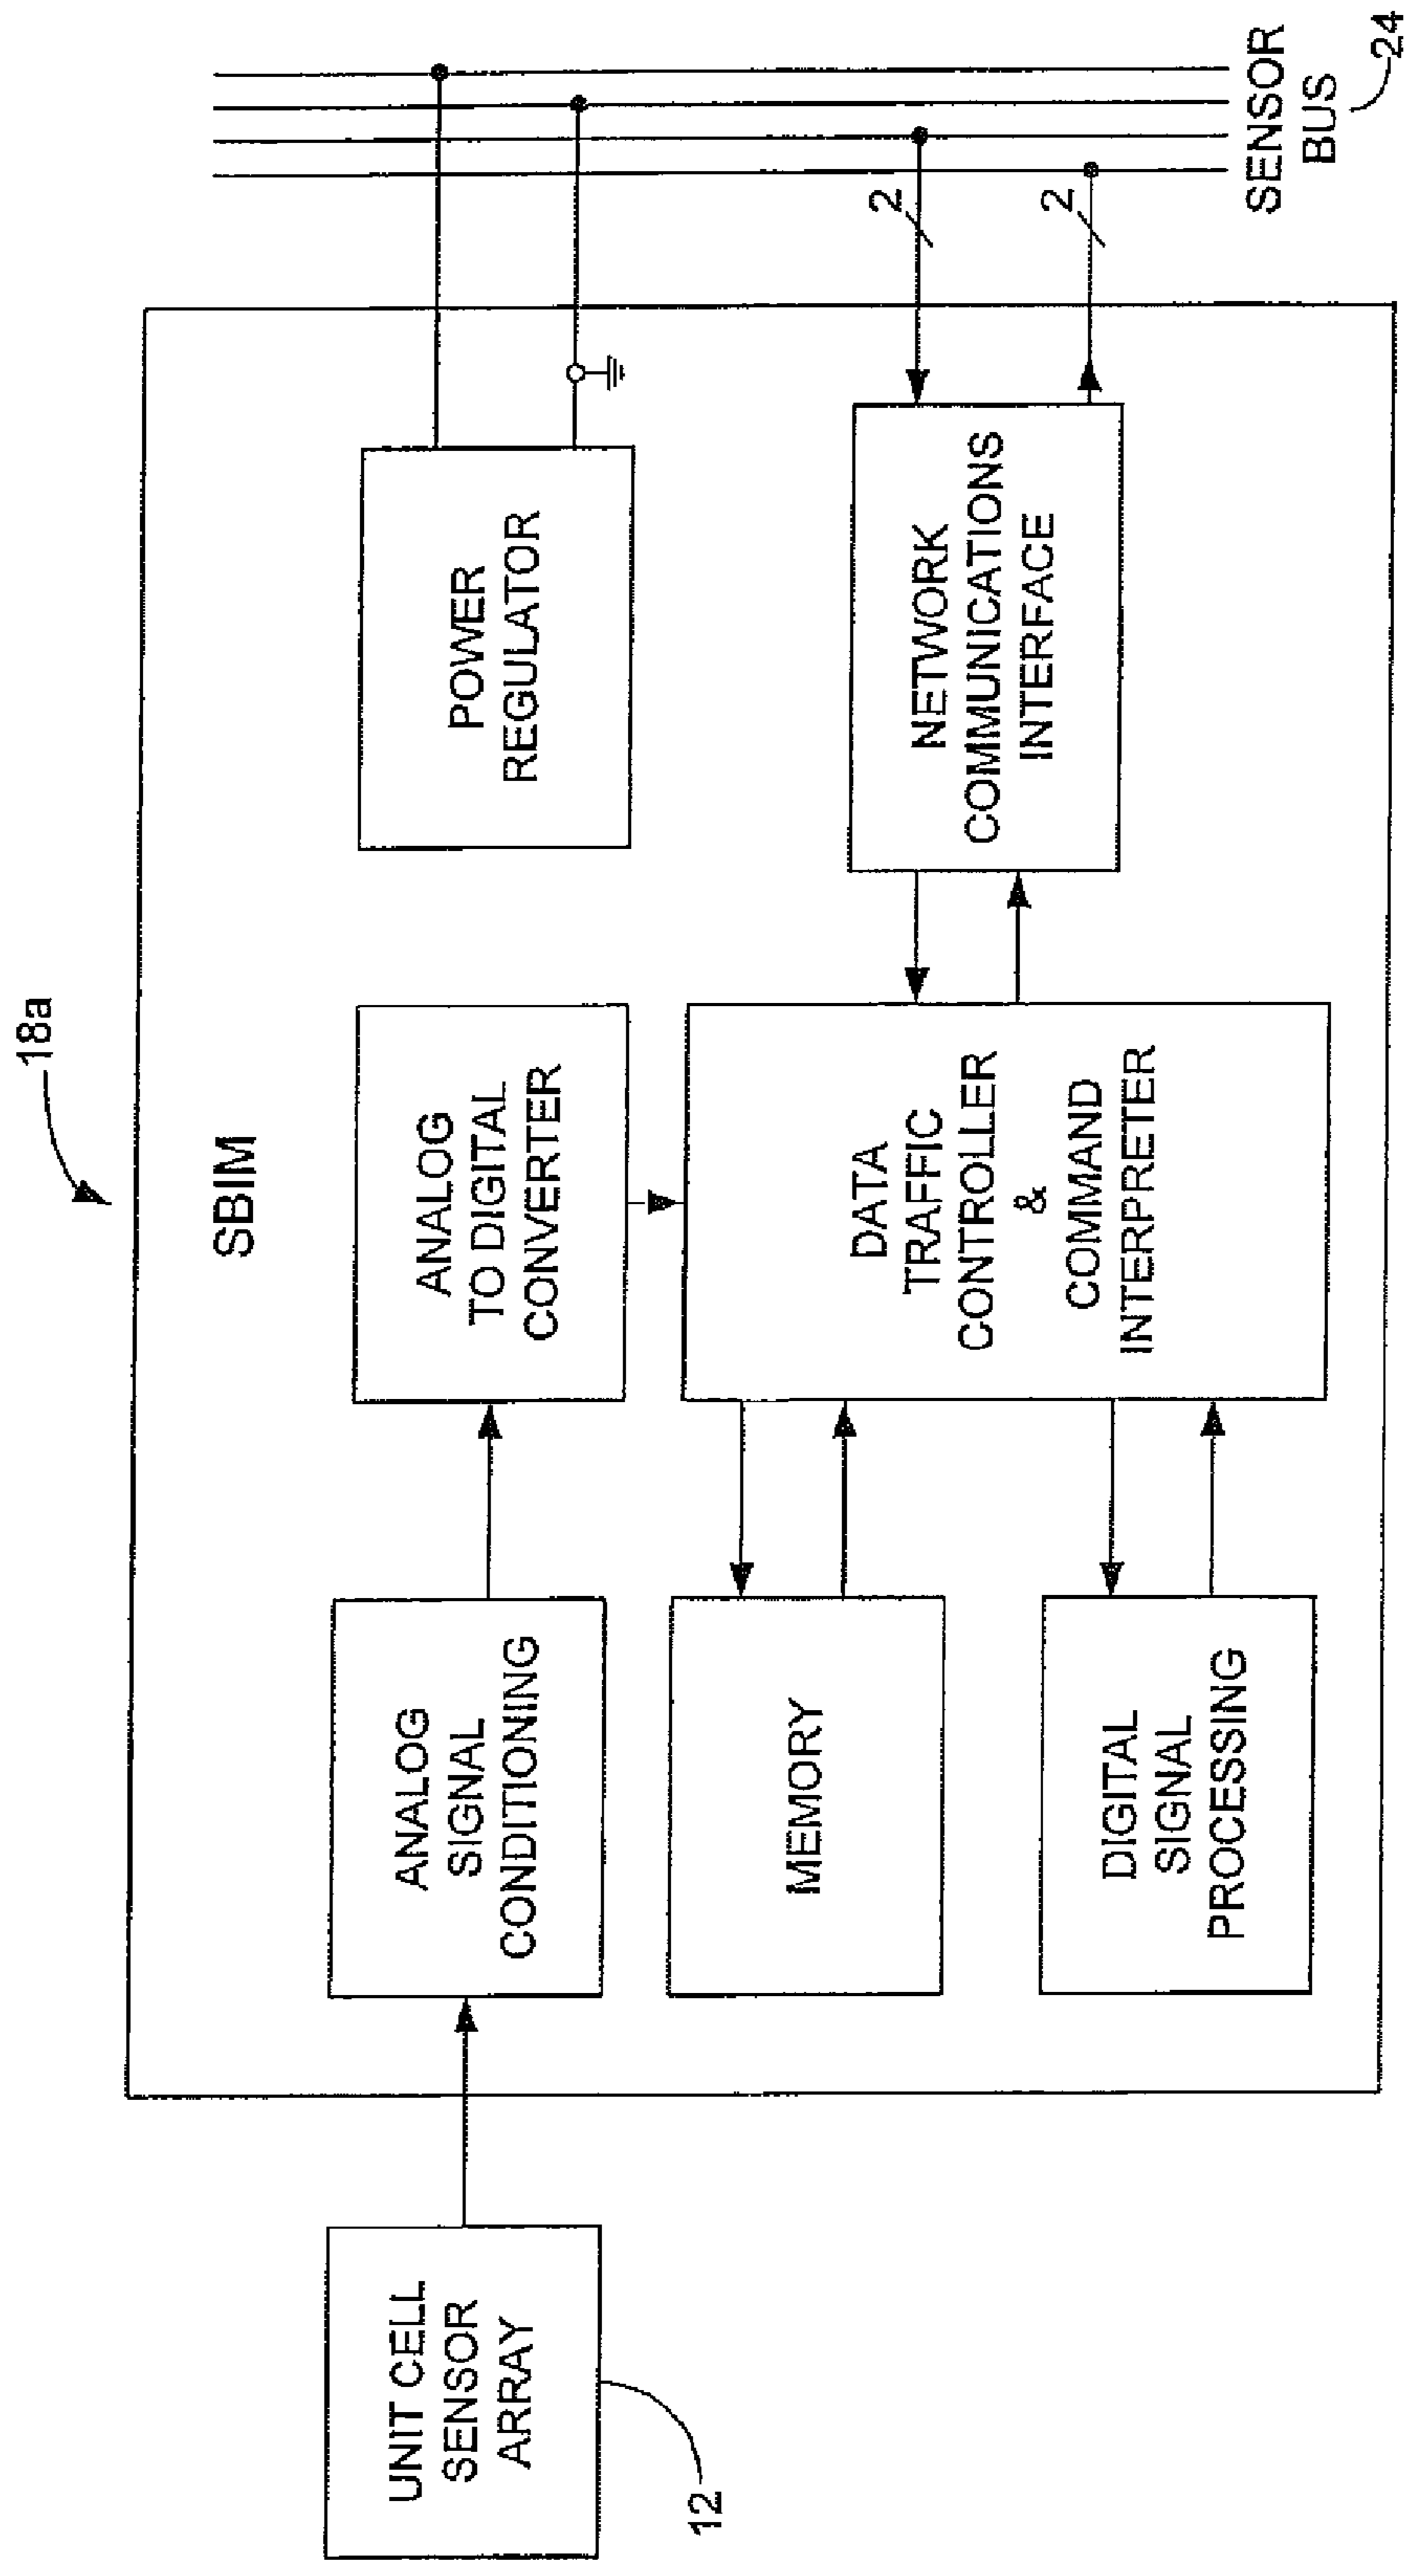 18a
SBIM
UNIT CELL
SENSOR
ARRAY
12
ANALOG
SIGNAL
CONDITIONING
ANALOG
TO DIGITAL
CONVERTER
POWER
REGULATOR
MEMORY
DIGITAL
SIGNAL
PROCESSING
DATA
TRAFFIC
CONTROLLER
&
COMMAND
INTERPRETER
NETWORK
COMMUNICATIONS
INTERFACE
2
2
SENSOR
BUS
24